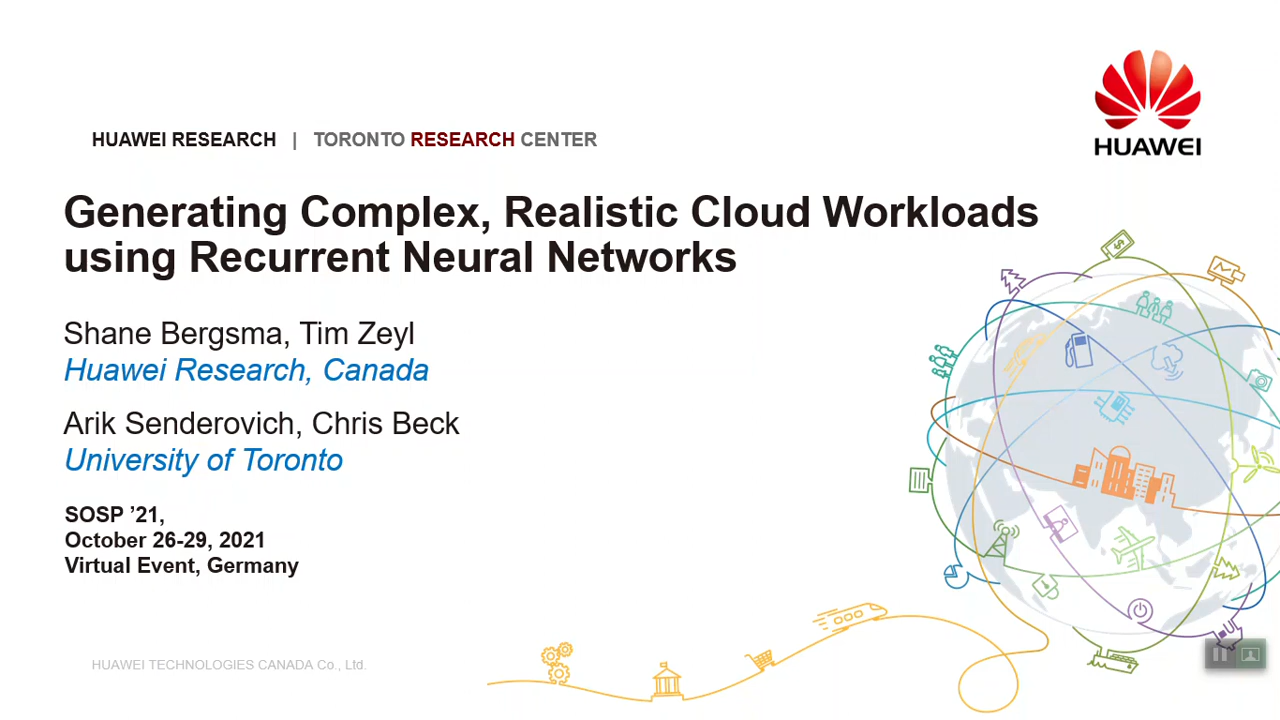 HUAWEI
HUAWEI RESEARCH | TORONTO RESEARCH CENTER
Generating Complex, Realistic Cloud Workloads
using Recurrent Neural Networks
Shane Bergsma, Tim Zeyl
Huawei Research, Canada
Arik Senderovich, Chris Beck
University of Toronto
SOSP ’21,
October 26-29, 2021
Virtual Event, Germany
HUAWEI TECHNOLOGIES CANADA Co., Ltd.